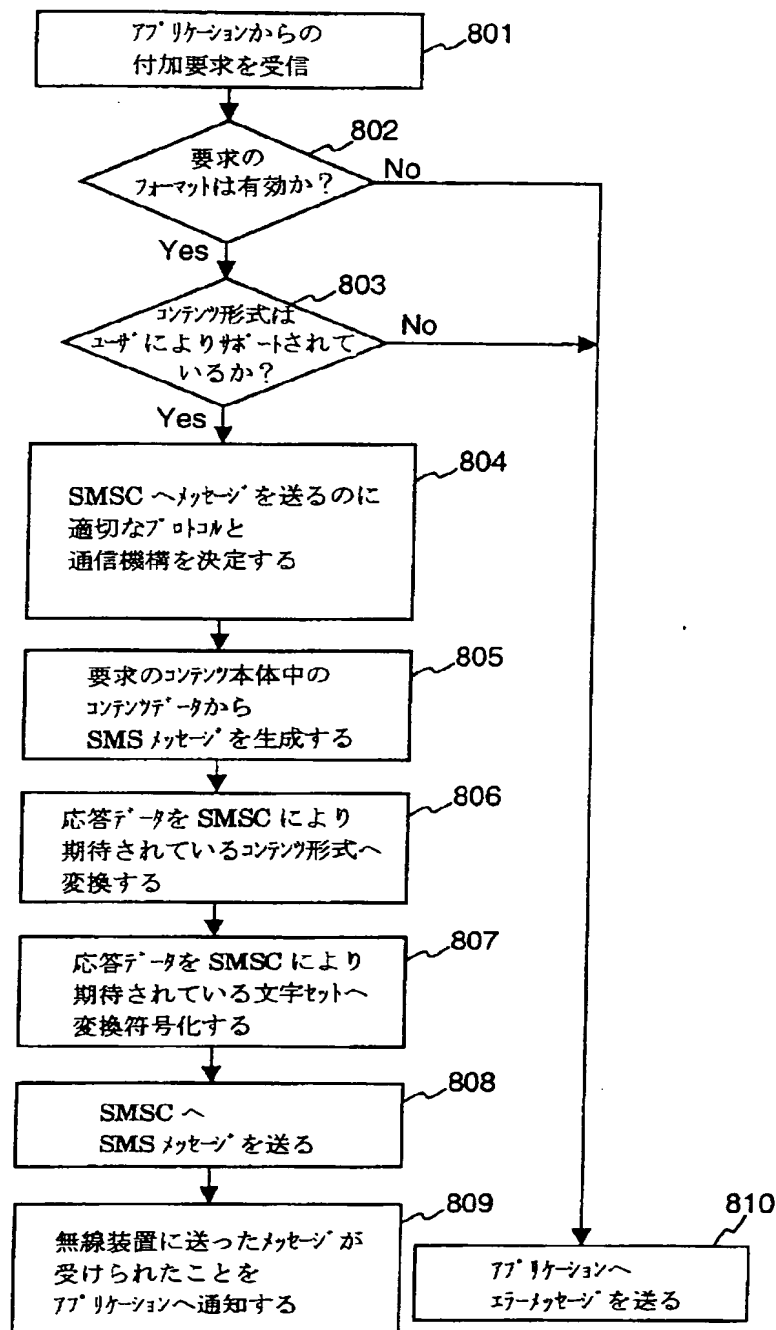 アプリケーションからの
付加要求を受信
801
802
要求の
フォーマットは有効か？
No
Yes
803
コンテンツ形式は
ユーザによりサポートされて
いるか？
No
Yes
804
SMSC へメッセージを送るのに
適切なプロトコルと
通信機構を決定する
805
要求のコンテンツ本体中の
コンテンツデータから
SMS メッセージを生成する
806
応答データを SMSC により
期待されているコンテンツ形式へ
変換する
807
応答データを SMSC により
期待されている文字セットへ
変換符号化する
808
SMSC へ
SMS メッセージを送る
809
無線装置に送ったメッセージが
受けられたことを
アプリケーションへ通知する
810
アプリケーションへ
エラーメッセージを送る